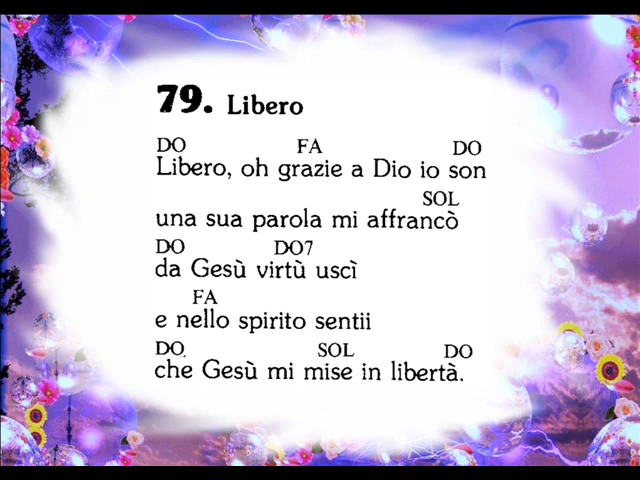 79. Libero
DO FA DO
Libero, oh grazie a Dio io son
SOL
una sua parola mi affrancò
DO DO7
da Gesù virtù uscì
FA
e nello spirito sentii
DO SOL DO
che Gesù mi mise in libertà.